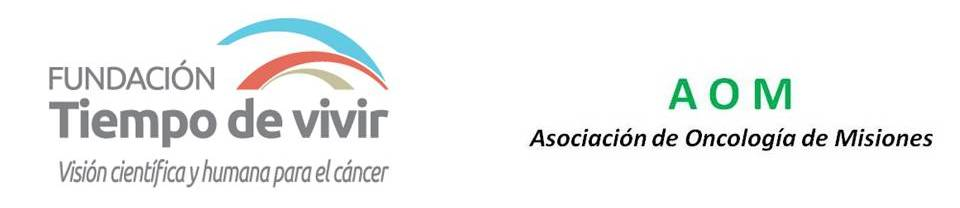 FUNDACIÓN
Tiempo de vivir
Visión científica y humana para el cáncer
A O M
Asociación de Oncología de Misiones